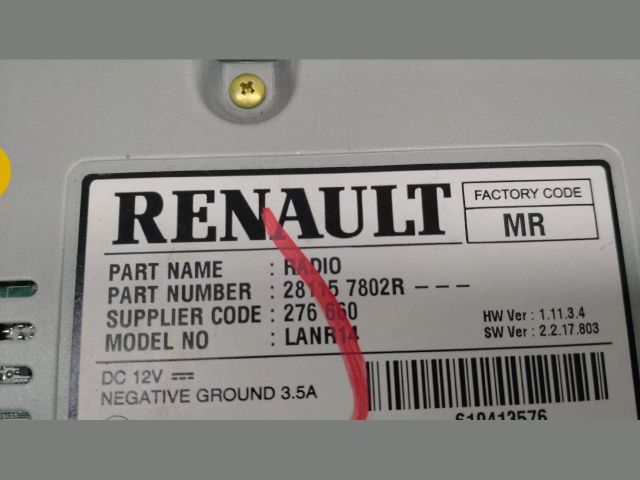 RENAULT
FACTORY CODE
MR
PART NAME : RADIO
PART NUMBER : 28115 7802R - - -
SUPPLIER CODE : 276 660
MODEL NO : LANR14
HW Ver : 1.11.3.4
SW Ver : 2.2.17.803
DC 12V
NEGATIVE GROUND 3.5A
610413576